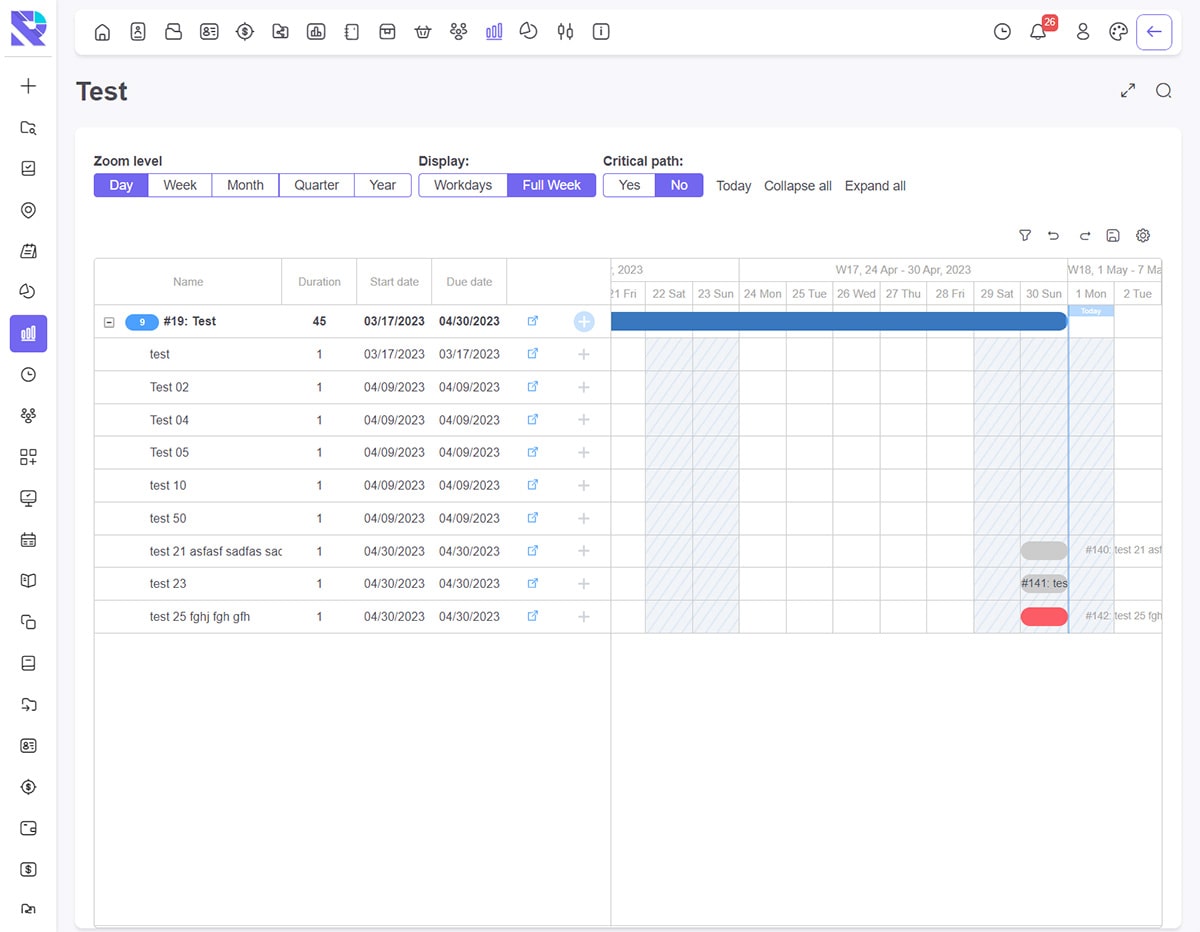 26
Test
Zoom level Display: Critical path:
Day Week Month Quarter Year Workdays Full Week Yes No Today Collapse all Expand all
Name Duration Start date Due date , 2023 W17, 24 Apr - 30 Apr, 2023 W18, 1 May - 7 Ma
21 Fri 22 Sat 23 Sun 24 Mon 25 Tue 26 Wed 27 Thu 28 Fri 29 Sat 30 Sun 1 Mon 2 Tue
Today
9 #19: Test 45 03/17/2023 04/30/2023
test 1 03/17/2023 03/17/2023
Test 02 1 04/09/2023 04/09/2023
Test 04 1 04/09/2023 04/09/2023
Test 05 1 04/09/2023 04/09/2023
test 10 1 04/09/2023 04/09/2023
test 50 1 04/09/2023 04/09/2023
test 21 asfasf sadfas sac 1 04/30/2023 04/30/2023 #140: test 21 asf
test 23 1 04/30/2023 04/30/2023 #141: tes
test 25 fghj fgh gfh 1 04/30/2023 04/30/2023 #142: test 25 fgh